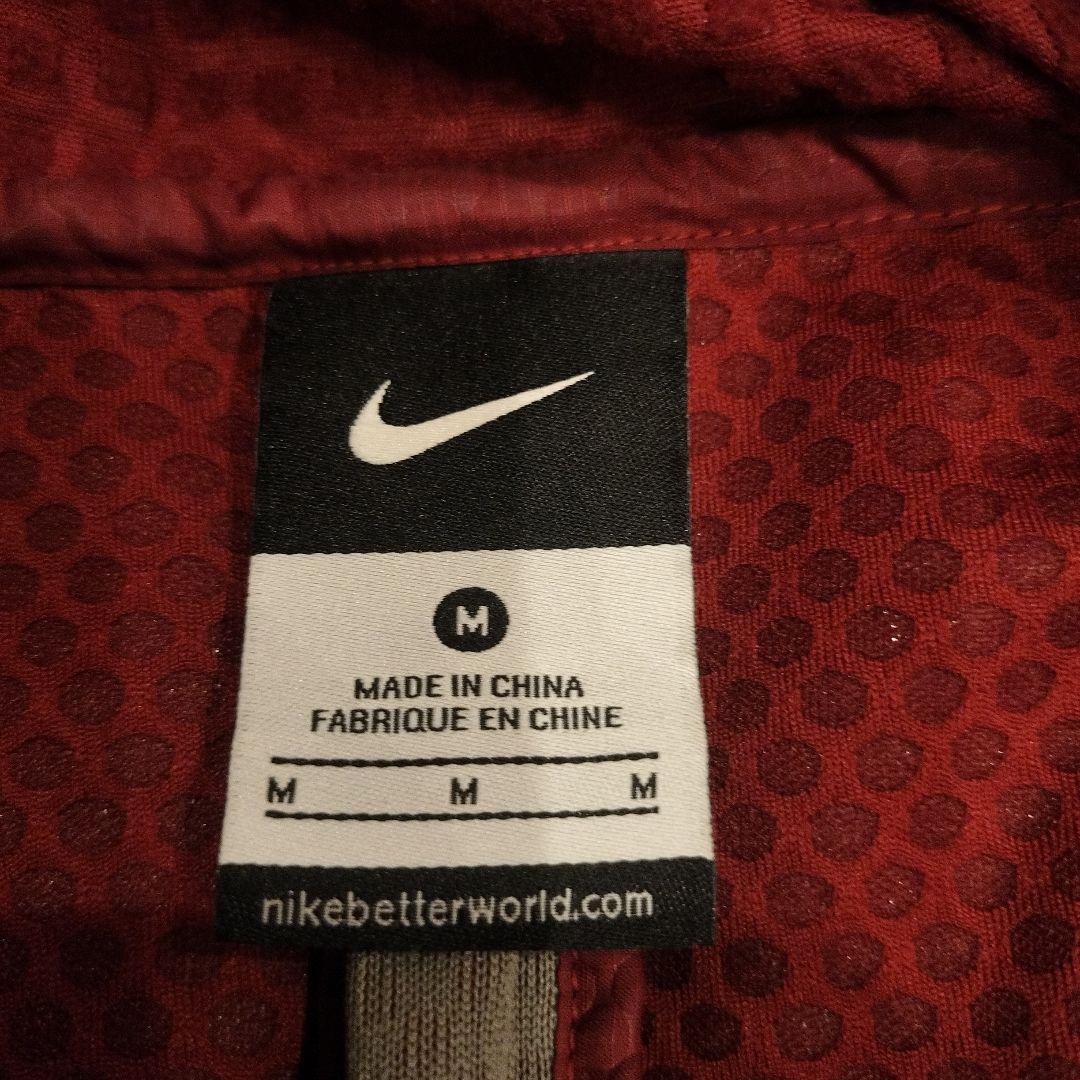 M
MADE IN CHINA
FABRIQUE EN CHINE
M M M
nikebetterworld.com